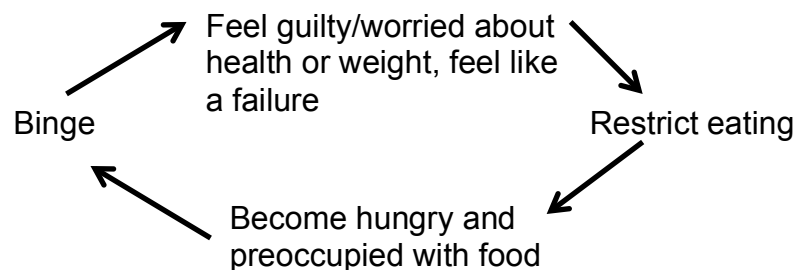 Feel guilty/worried about
health or weight, feel like
a failure
Binge
Restrict eating
Become hungry and
preoccupied with food